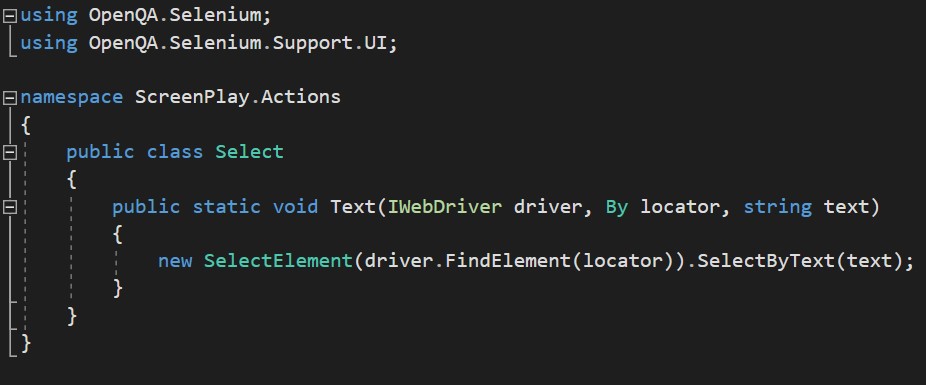 using OpenQA.Selenium;
using OpenQA.Selenium.Support.UI;
namespace ScreenPlay.Actions
{
public class Select
{
public static void Text(IWebDriver driver, By locator, string text)
{
new SelectElement(driver.FindElement(locator)).SelectByText(text);
}
}
}